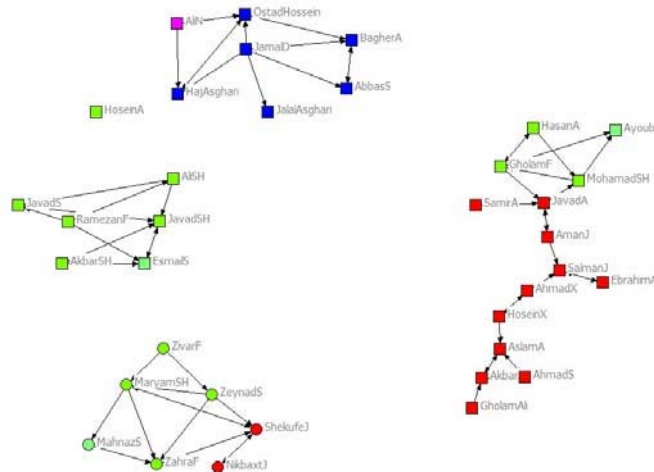 AliN
OstadHossein
BagherA
JamalD
HajAsghari
AbbasS
JalalAsghari
HoseinA
HasanA
Ayoub
GholamF
MohamadSH
AliSH
JavadS
RamezanF
JavadSH
AkbarSH
EsmailS
SamirA
JavadA
AmanJ
SalmanJ
EbrahimA
AhmadX
HoseinX
AslamA
Akbar
AhmadS
GholamAli
ZivarF
MaryamSH
ZeynadS
ShekufeJ
MahnazS
ZahraF
NikbaxtJ